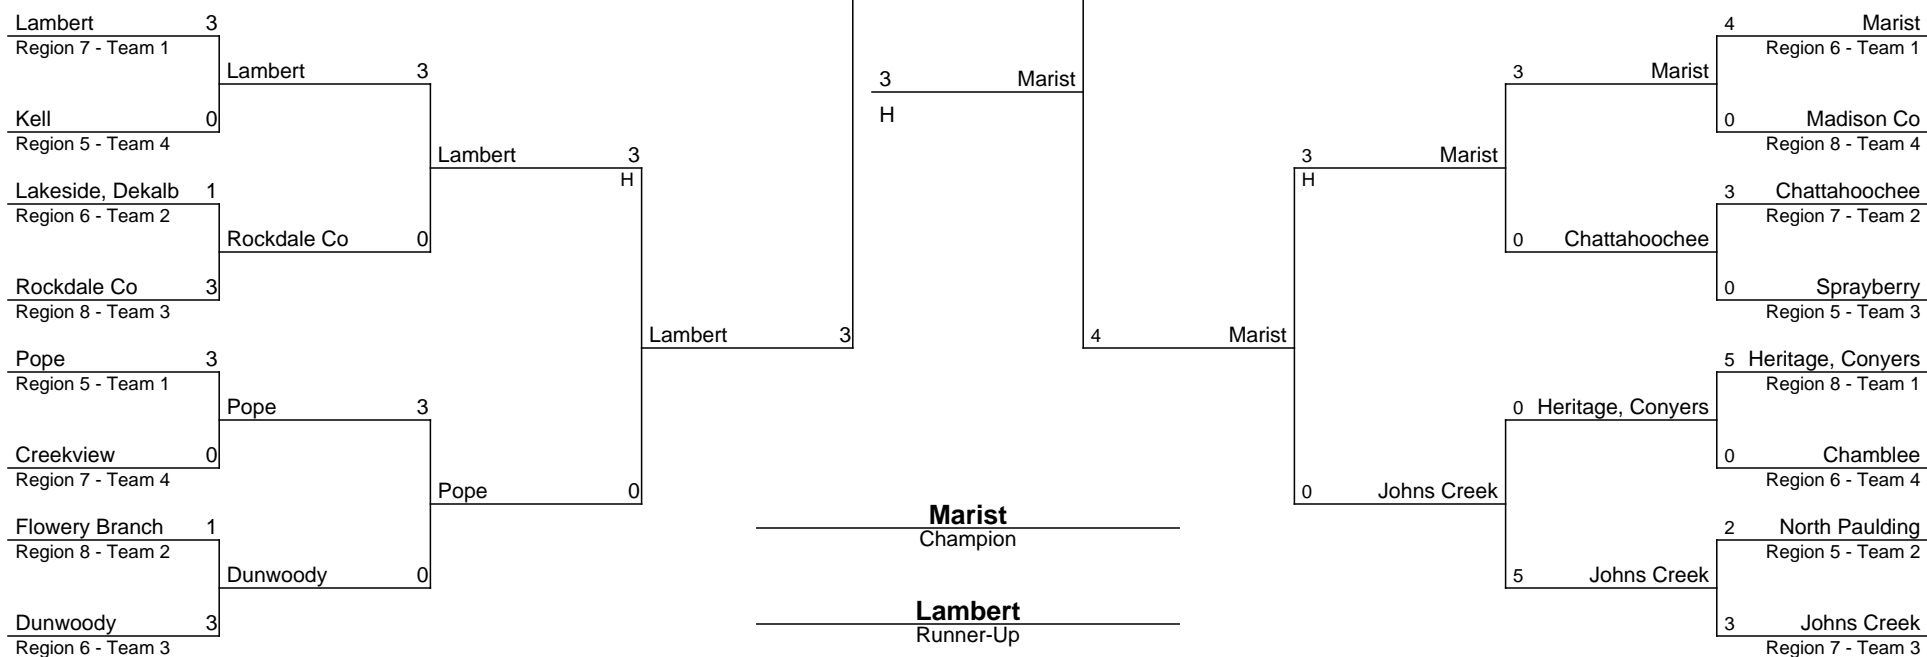 Lambert 3
Region 7 - Team 1
Kell 0
Region 5 - Team 4
Lakeside, Dekalb 1
Region 6 - Team 2
Rockdale Co 3
Region 8 - Team 3
Pope 3
Region 5 - Team 1
Creekview 0
Region 7 - Team 4
Flowery Branch 1
Region 8 - Team 2
Dunwoody 3
Region 6 - Team 3
Lambert 3
Rockdale Co 0
Pope 3
Dunwoody 0
Lambert 3
H
Pope 0
Lambert 3
3 Marist
H
Marist
Champion
Lambert
Runner-Up
4 Marist
3 Marist
H
0 Johns Creek
3 Marist
0 Chattahoochee
0 Heritage, Conyers
5 Johns Creek
4 Marist
Region 6 - Team 1
0 Madison Co
Region 8 - Team 4
3 Chattahoochee
Region 7 - Team 2
0 Sprayberry
Region 5 - Team 3
5 Heritage, Conyers
Region 8 - Team 1
0 Chamblee
Region 6 - Team 4
2 North Paulding
Region 5 - Team 2
3 Johns Creek
Region 7 - Team 3